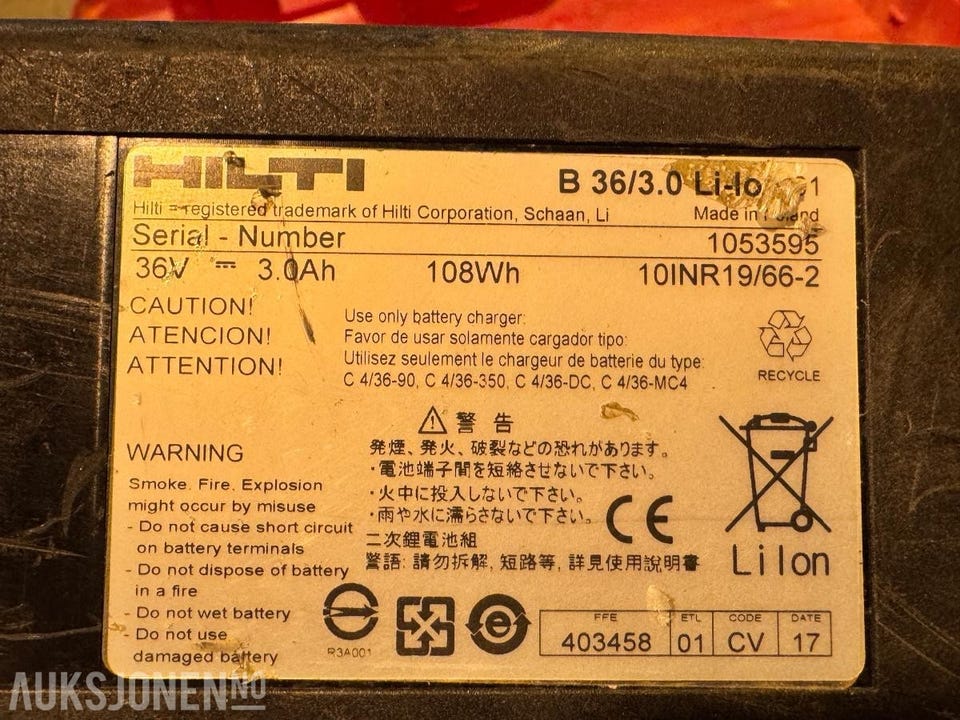 HILTI
B 36/3.0 Li-Io
Hilti = registered trademark of Hilti Corporation, Schaan, Li
Made in Poland
Serial - Number 1053595
36V ⎓ 3.0Ah 108Wh 10INR19/66-2
CAUTION!
ATENCION!
ATTENTION!
Use only battery charger:
Favor de usar solamente cargador tipo:
Utilisez seulement le chargeur de batterie du type:
C 4/36-90, C 4/36-350, C 4/36-DC, C 4/36-MC4
RECYCLE
WARNING
Smoke. Fire. Explosion
might occur by misuse
- Do not cause short circuit
on battery terminals
- Do not dispose of battery
in a fire
- Do not wet battery
- Do not use
damaged battery
警告
発煙、発火、破裂などの恐れがあります。
・電池端子間を短絡させないで下さい。
・火中に投入しないで下さい。
・雨や水に濡らさないで下さい。
二次鋰電池組
警語: 請勿拆解, 短路等, 詳見使用說明書
CE
Li Ion
R3A001
e
FFE ETL CODE DATE
403458 01 CV 17
AUKSJONEN NO